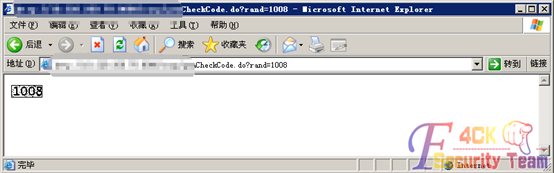 CheckCode.do?rand=1008 - Microsoft Internet Explorer
文件(F) 编辑(E) 查看(V) 收藏(A) 工具(T) 帮助(H)
后退 搜索 收藏夹
地址(D) CheckCode.do?rand=1008 转到 链接
1008
F4CK
Security Team
完毕 Internet